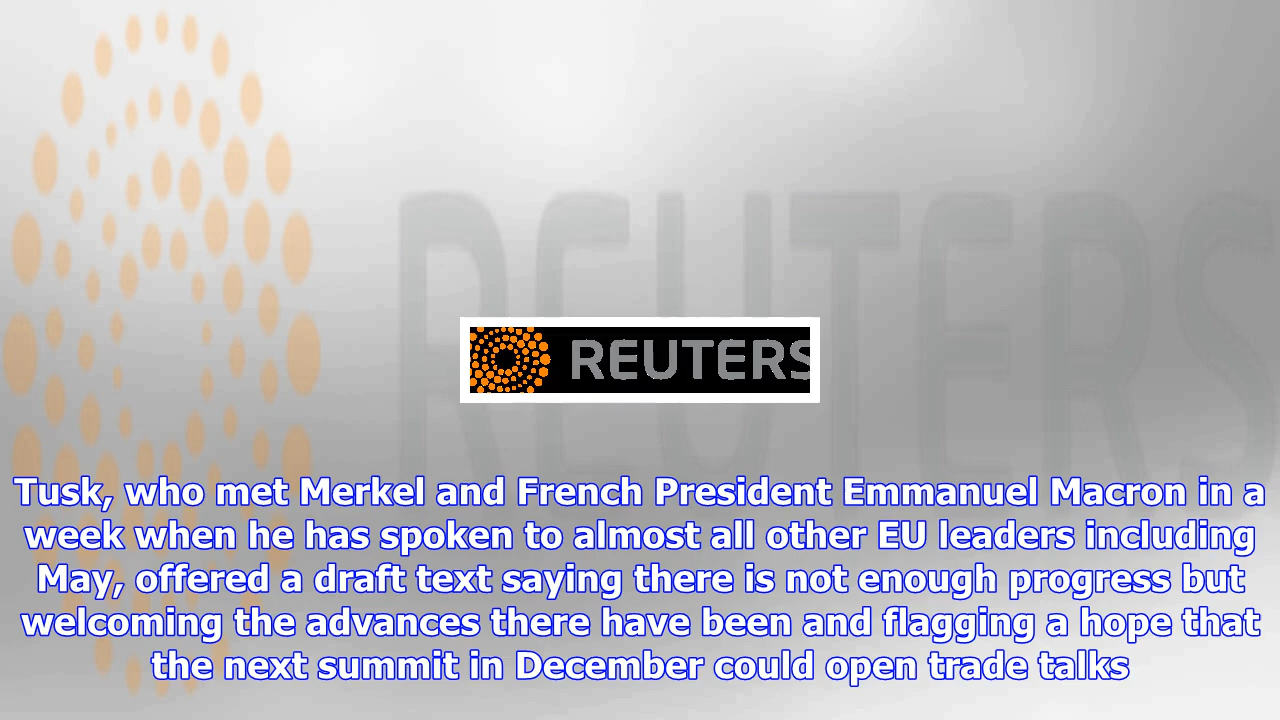 REUTERS
REUTERS
Tusk, who met Merkel and French President Emmanuel Macron in a
week when he has spoken to almost all other EU leaders including
May, offered a draft text saying there is not enough progress but
welcoming the advances there have been and flagging a hope that
the next summit in December could open trade talks